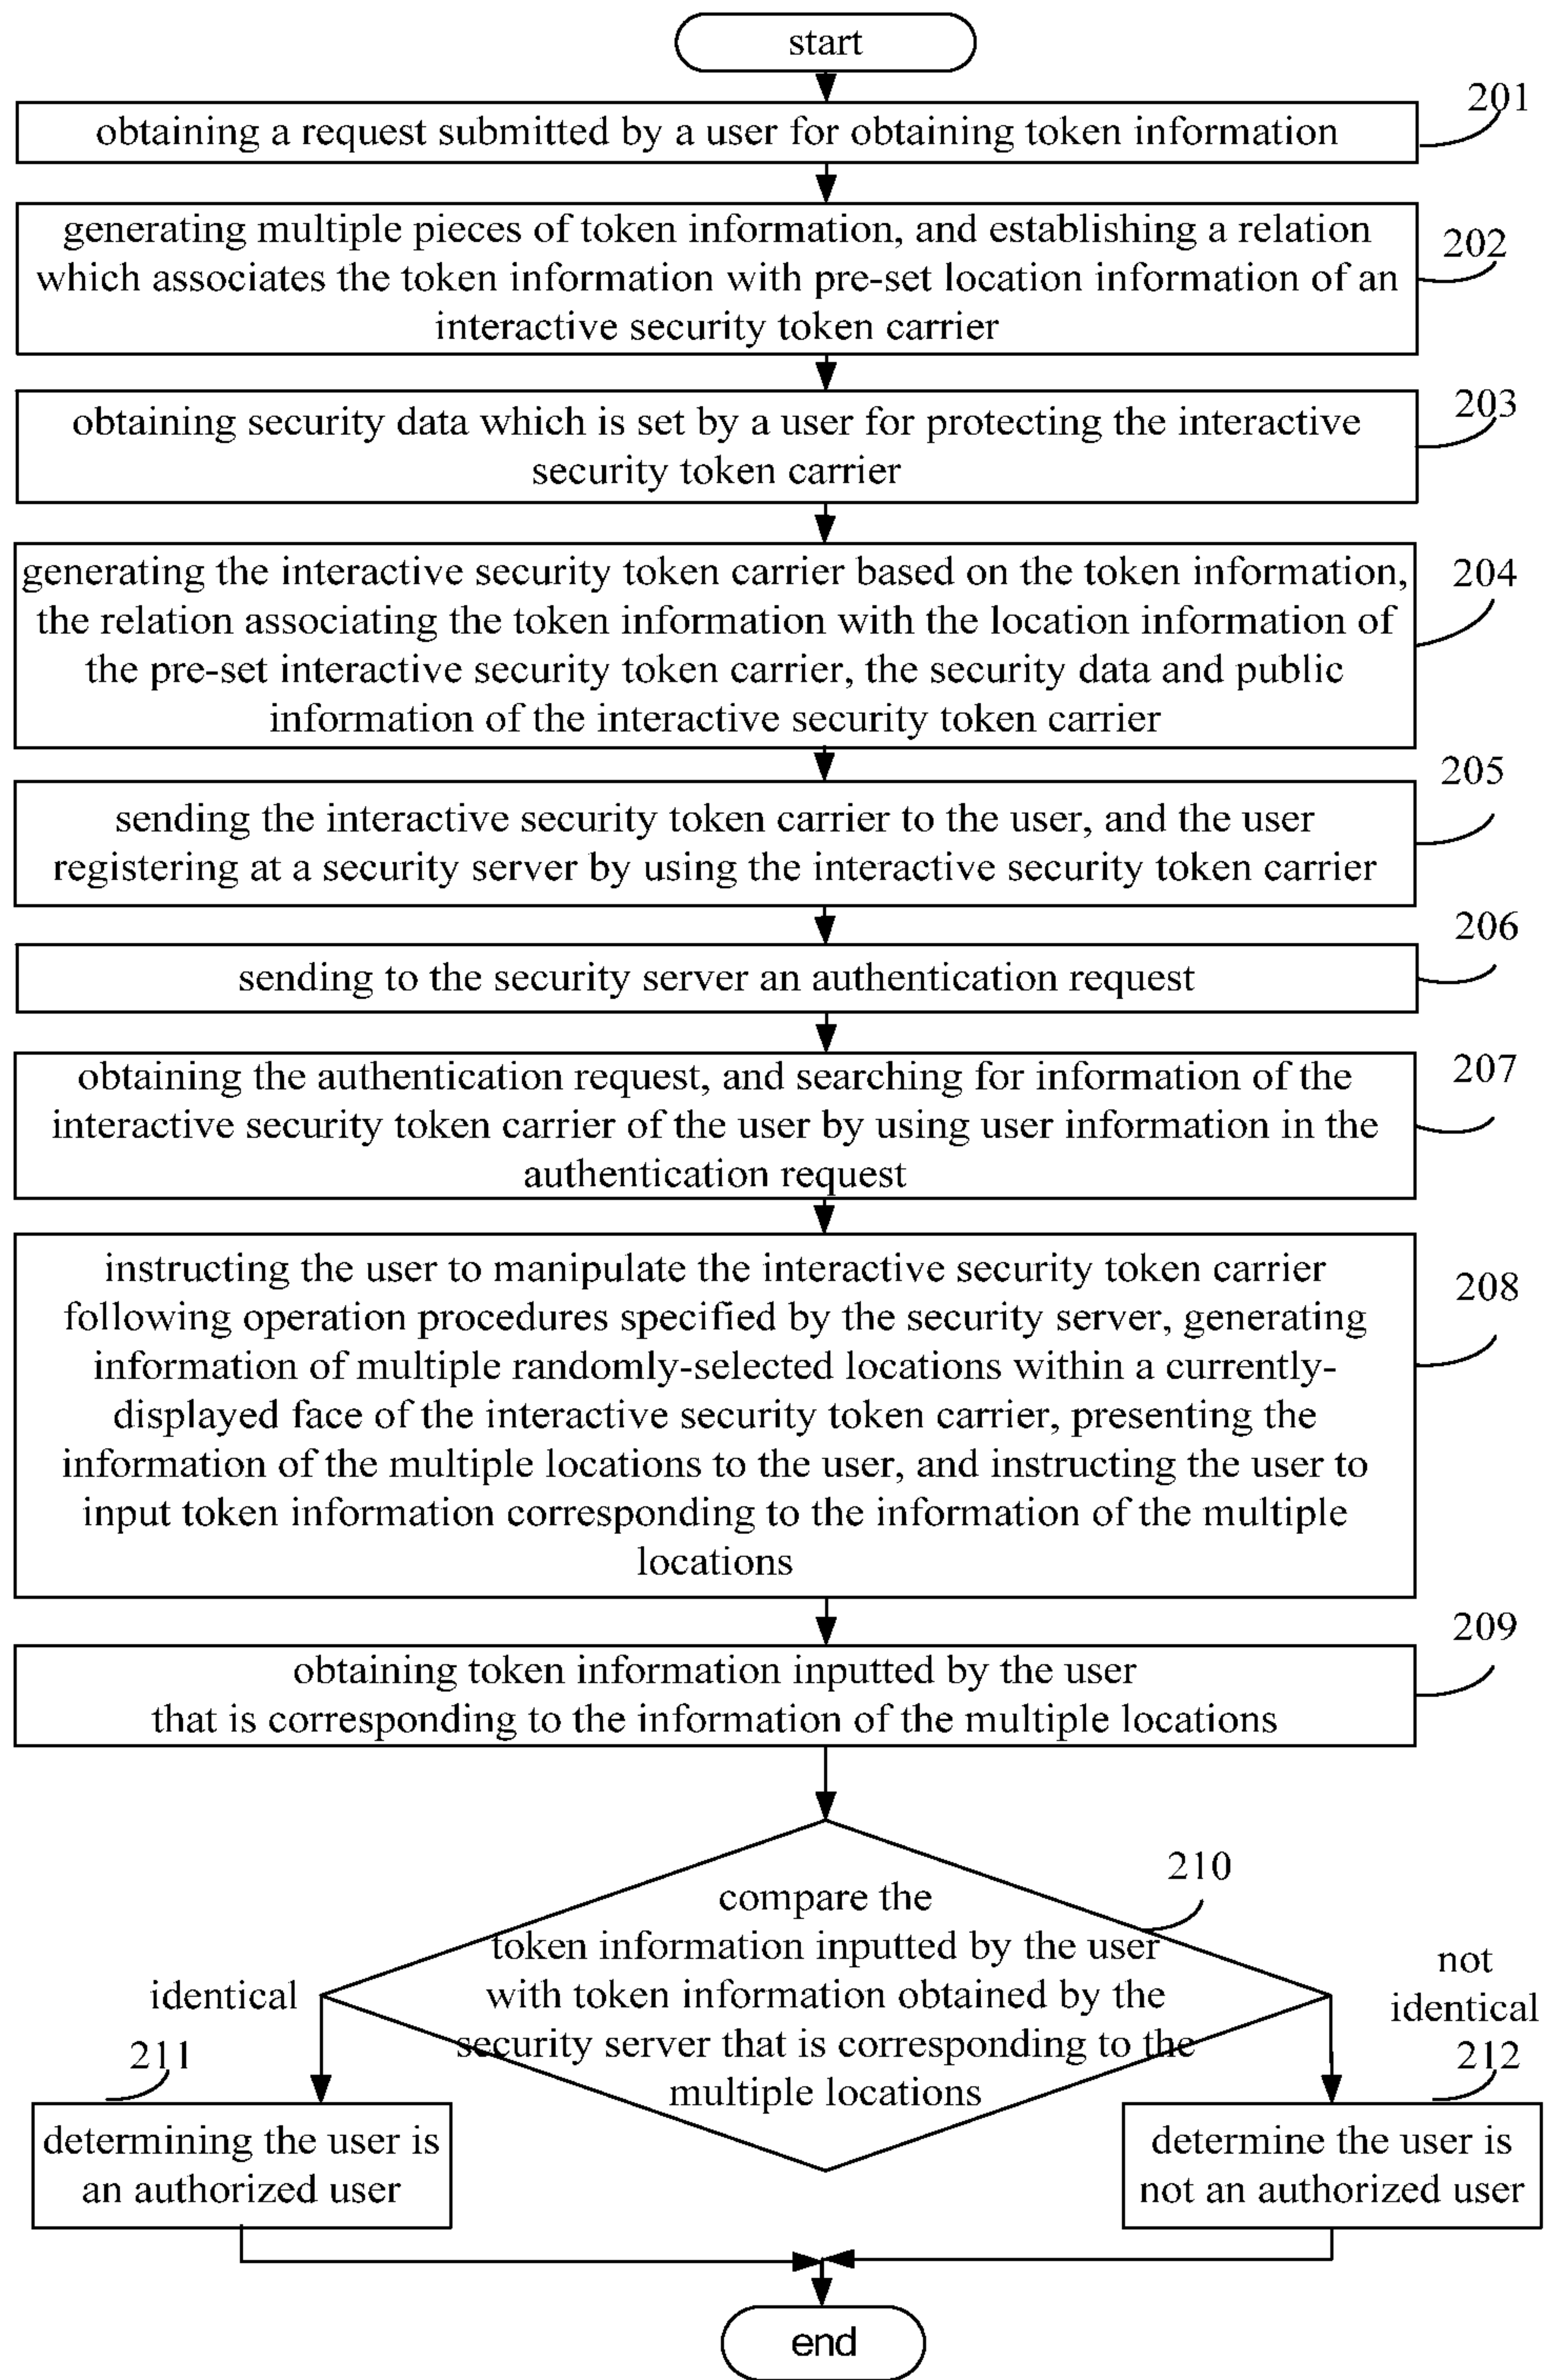 start
201
obtaining a request submitted by a user for obtaining token information
generating multiple pieces of token information, and establishing a relation
which associates the token information with pre-set location information of an
interactive security token carrier
202
obtaining security data which is set by a user for protecting the interactive
security token carrier
203
generating the interactive security token carrier based on the token information,
the relation associating the token information with the location information of
the pre-set interactive security token carrier, the security data and public
information of the interactive security token carrier
204
205
sending the interactive security token carrier to the user, and the user
registering at a security server by using the interactive security token carrier
206
sending to the security server an authentication request
obtaining the authentication request, and searching for information of the
interactive security token carrier of the user by using user information in the
authentication request
207
instructing the user to manipulate the interactive security token carrier
following operation procedures specified by the security server, generating
information of multiple randomly-selected locations within a currently-
displayed face of the interactive security token carrier, presenting the
information of the multiple locations to the user, and instructing the user to
input token information corresponding to the information of the multiple
locations
208
209
obtaining token information inputted by the user
that is corresponding to the information of the multiple locations
210
compare the
token information inputted by the user
with token information obtained by the
security server that is corresponding to the
multiple locations
identical
not
identical
211
212
determining the user is
an authorized user
determine the user is
not an authorized user
end